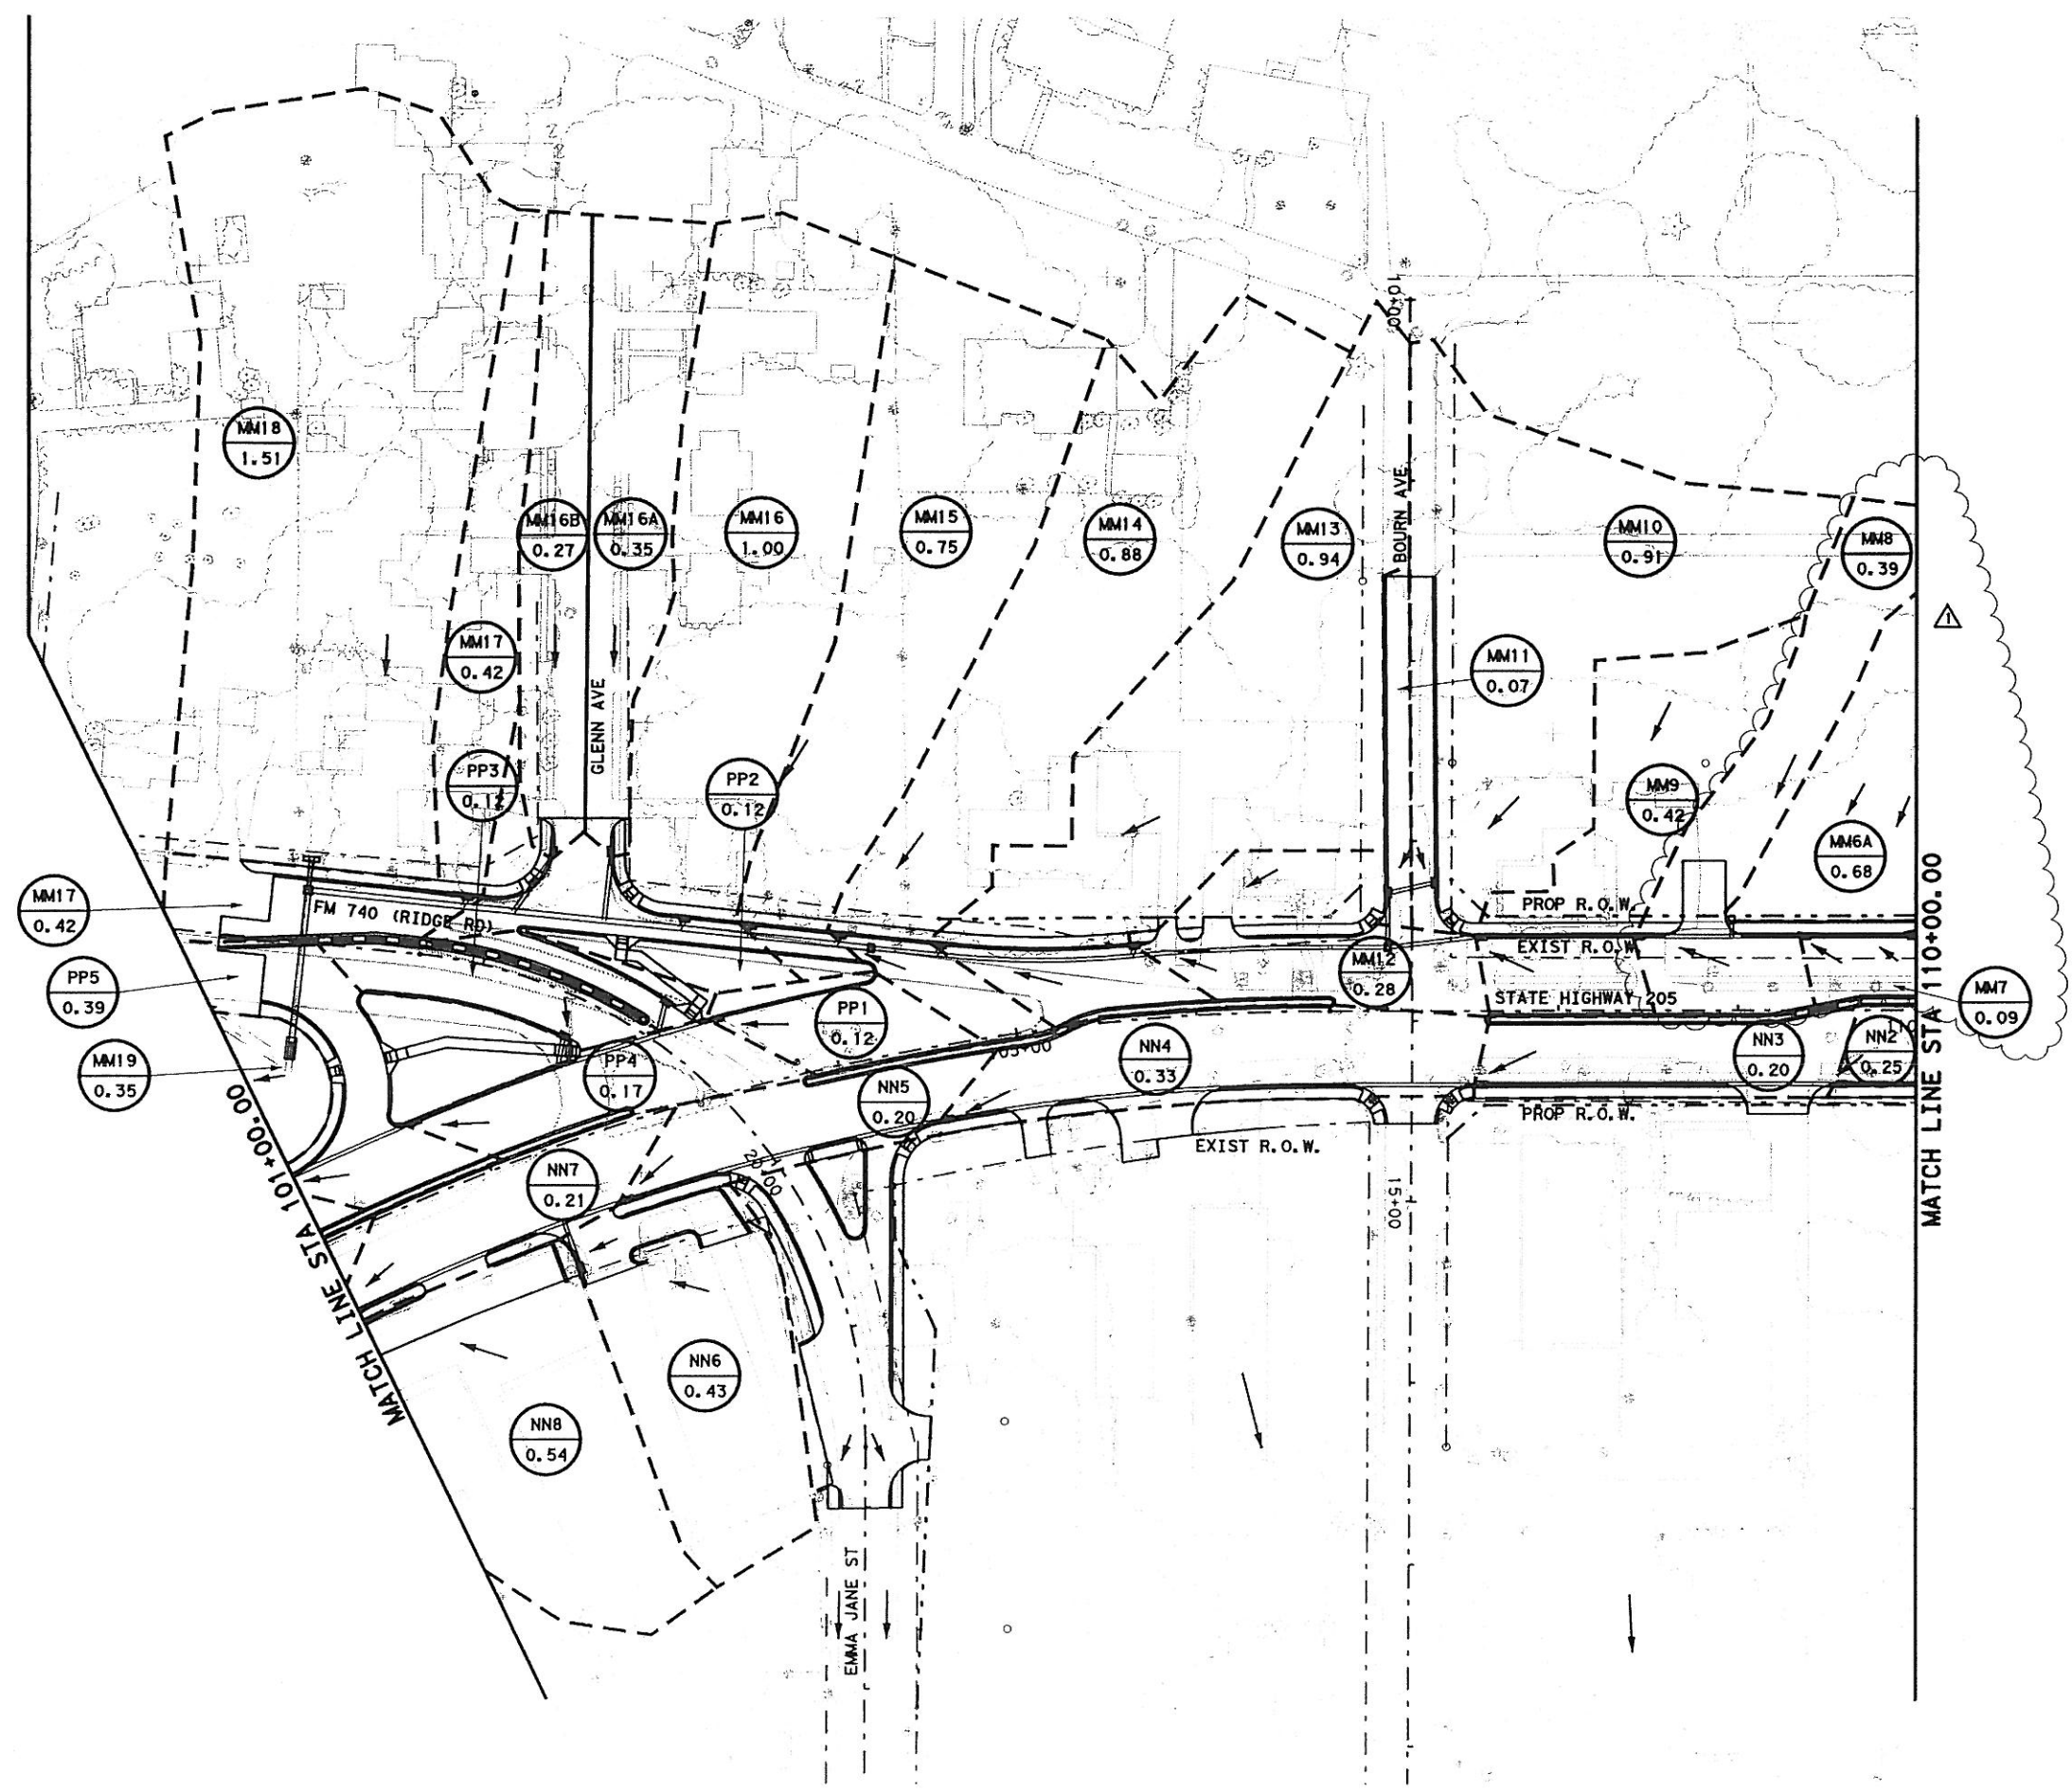 10+00
MM18
1.51
MM16B
0.27
MM16A
0.35
MM16
1.00
MM15
0.75
MM14
0.88
MM13
0.94
BOURN AVE.
MM10
0.91
MM8
0.39
1
MM17
0.42
MM11
0.07
GLENN AVE
PP3
0.12
PP2
0.12
MM9
0.42
MM6A
0.68
MM17
0.42
FM 740 (RIDGE RD)
PROP R.O.W.
EXIST R.O.W.
PP5
0.39
MM12
0.28
STATE HIGHWAY 205
MM7
0.09
PP1
0.12
NN4
0.33
NN3
0.20
NN2
0.25
MM19
0.35
PP4
0.17
NN5
0.20
PROP R.O.W.
EXIST R.O.W.
NN7
0.21
15+00
MATCH LINE STA 101+00.00
MATCH LINE STA 110+00.00
NN6
0.43
NN8
0.54
EMMA JANE ST